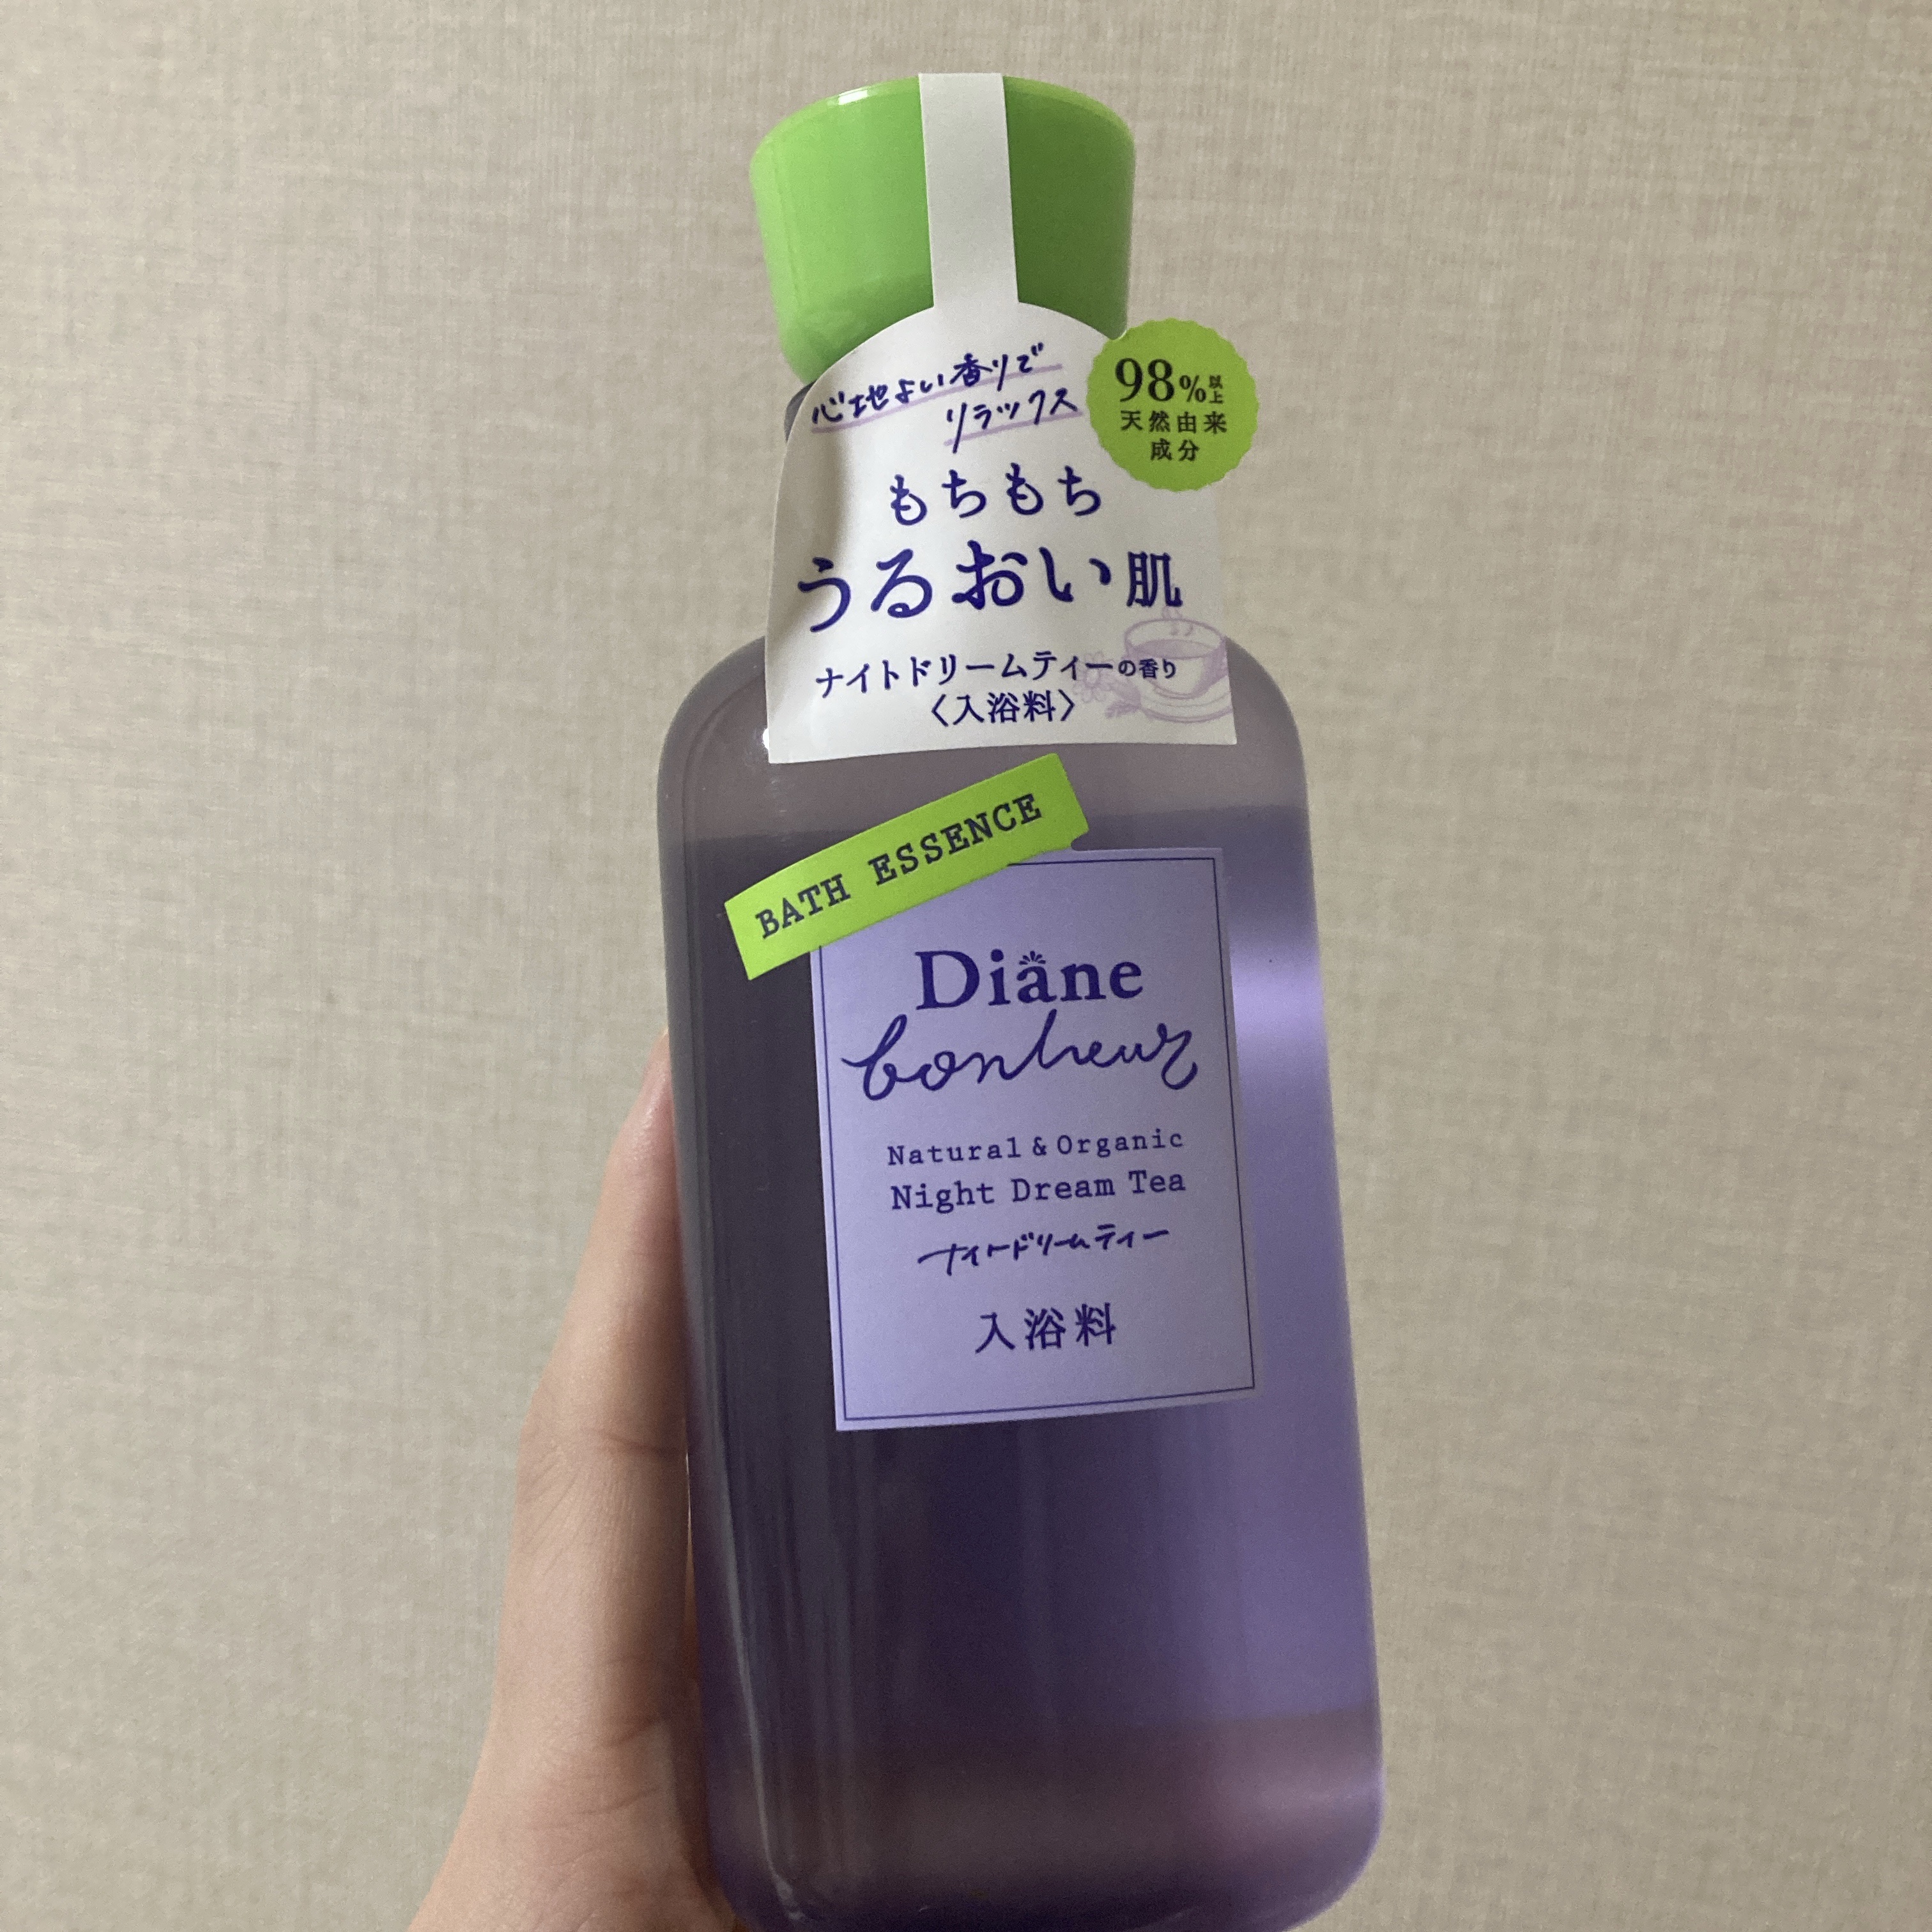 心地よい香りで
リラックス
98%以上
天然由来
成分
もちもち
うるおい肌
ナイトドリームティーの香り
〈入浴料〉
BATH ESSENCE
Diane
bonheur
Natural & Organic
Night Dream Tea
ナイトドリームティー
入浴料